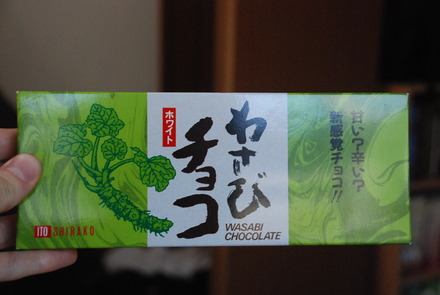 わさび
チョコ
ホワイト
WASABI
CHOCOLATE
甘い?辛い?
新感覚チョコ!!
ITO SHIRAKO